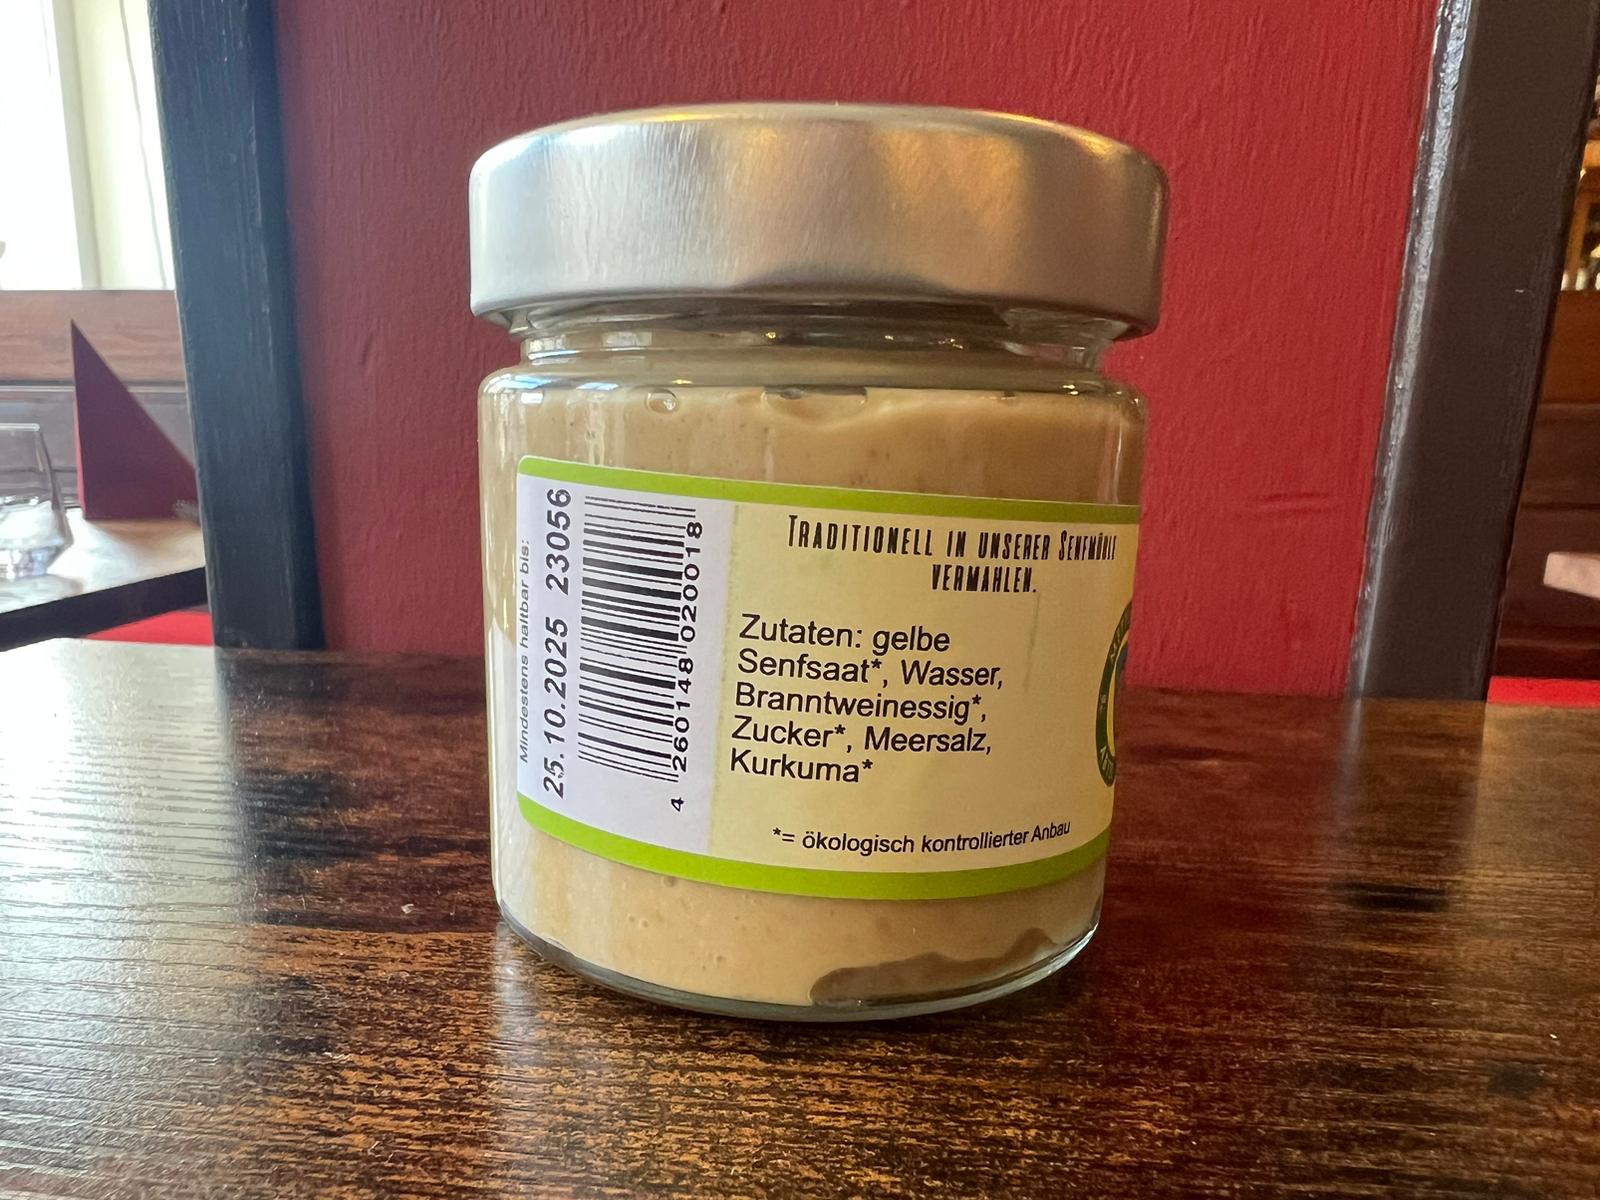 Mindestens haltbar bis:
25.10.2025 23056
4 260148 020018
TRADITIONELL IN UNSERER SENFMÜHLE
VERMAHLEN.
Zutaten: gelbe
Senfsaat*, Wasser,
Branntweinessig*,
Zucker*, Meersalz,
Kurkuma*
*= ökologisch kontrollierter Anbau